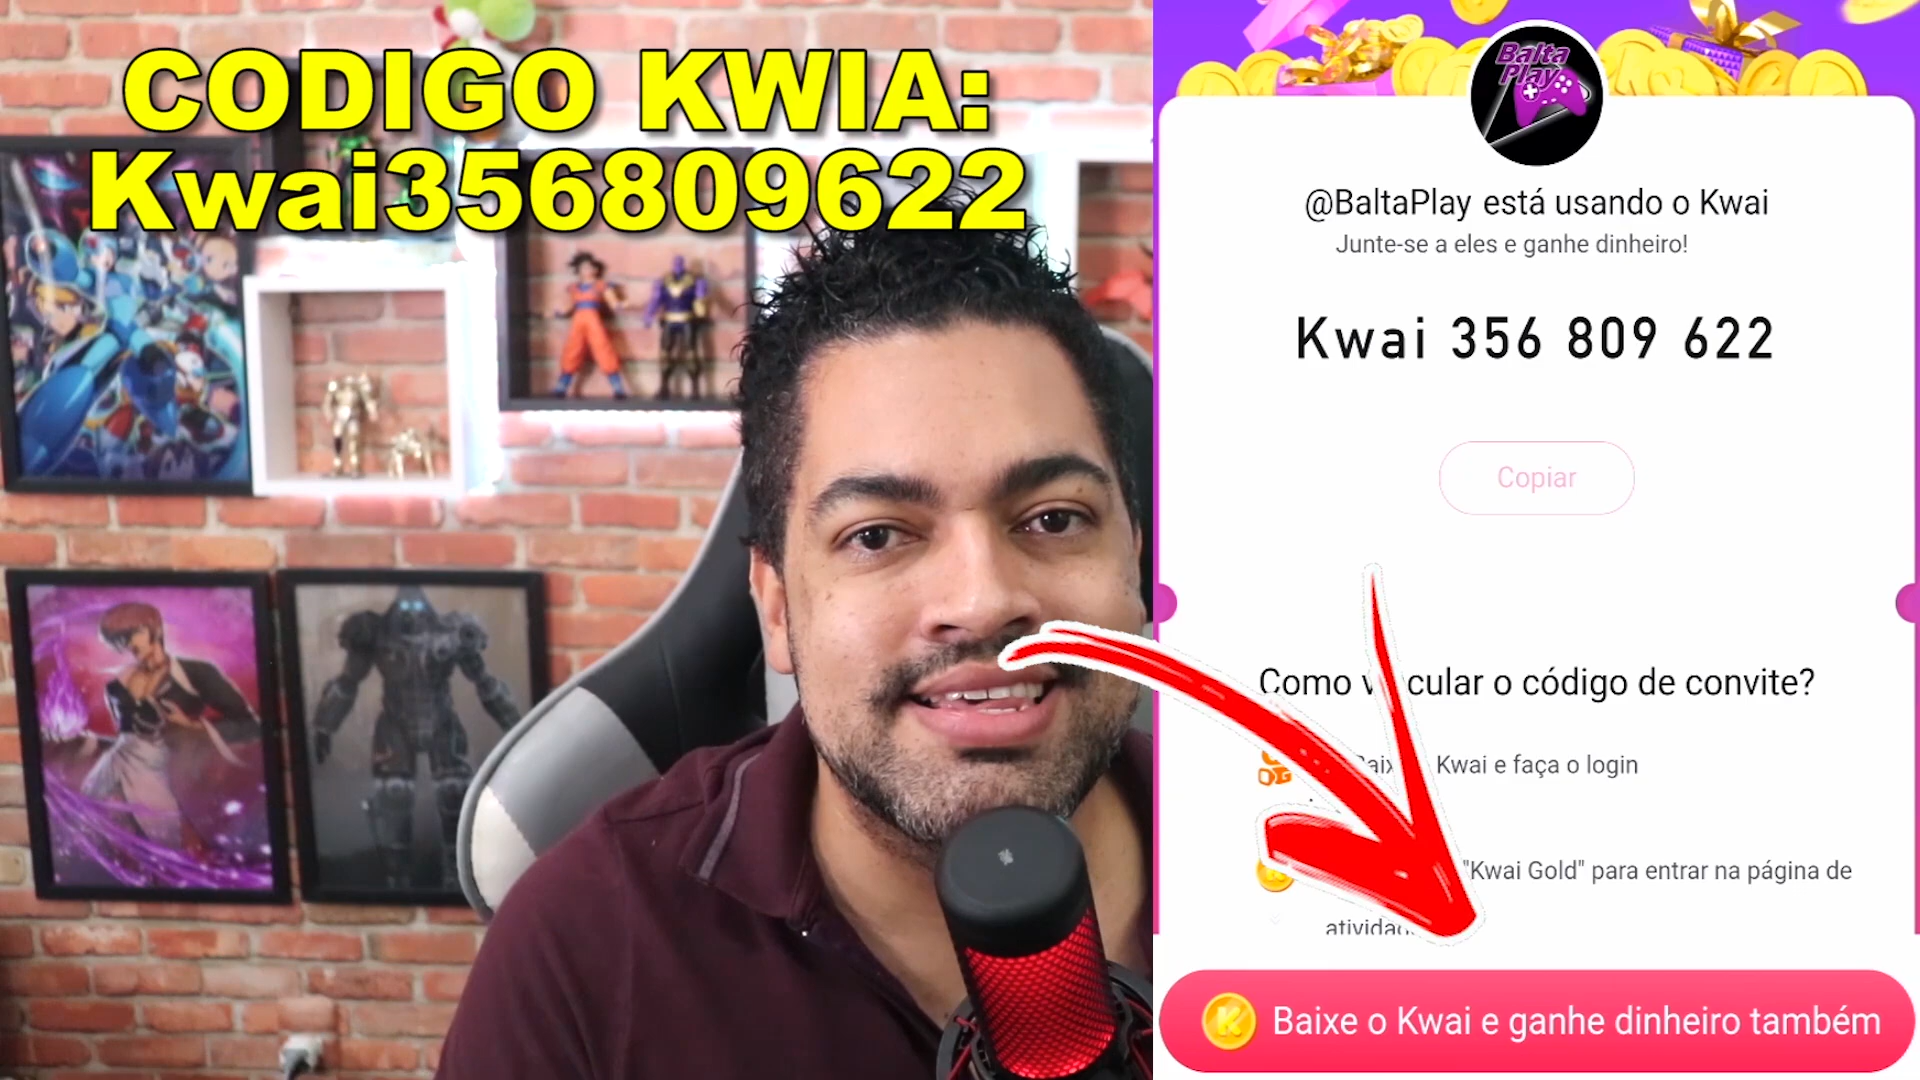 CODIGO KWIA:
Kwai356809622
Balta
Play
@BaltaPlay está usando o Kwai
Junte-se a eles e ganhe dinheiro!
Kwai 356 809 622
Copiar
Como cular o código de convite?
Kwai e faça o login
"Kwai Gold" para entrar na página de
Baixe o Kwai e ganhe dinheiro também